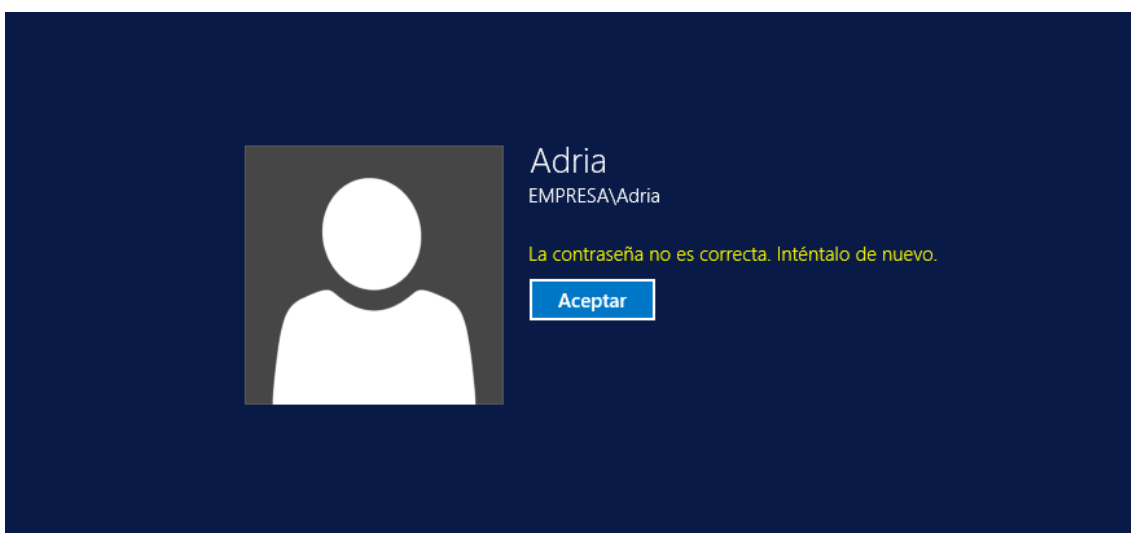 Adria
EMPRESA\Adria
La contraseña no es correcta. Inténtalo de nuevo.
Aceptar